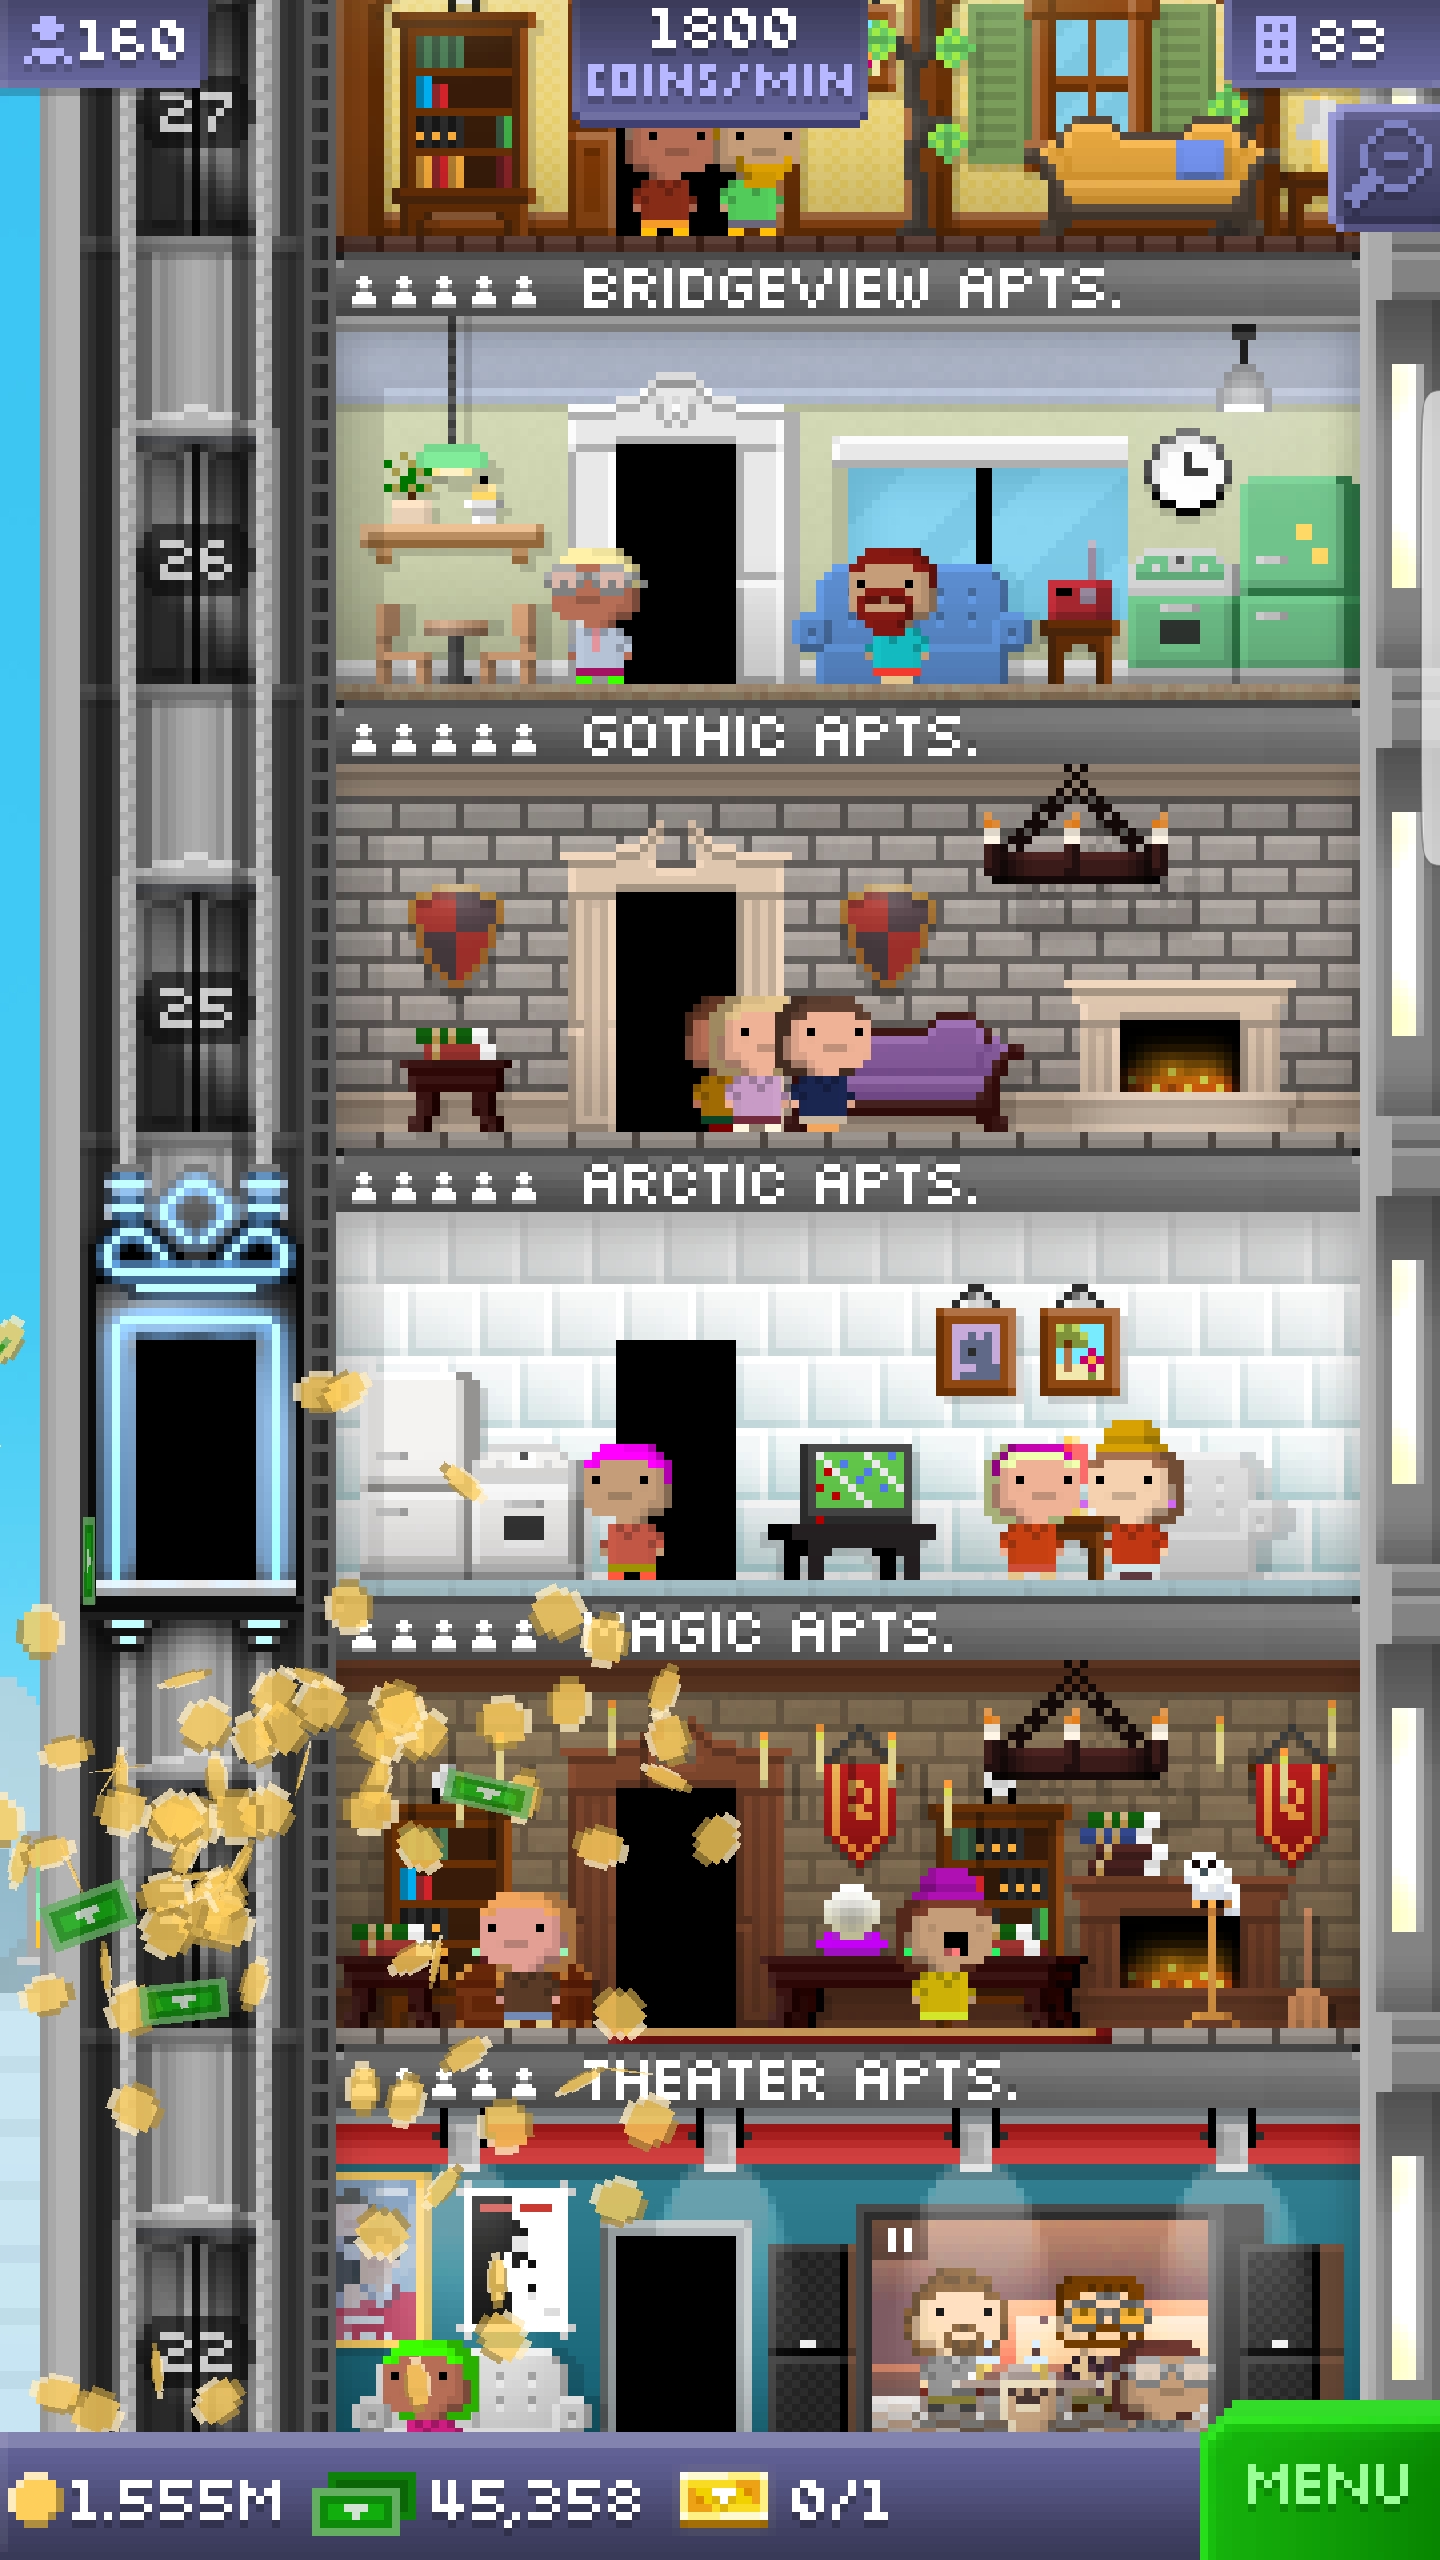 160
1800
COINS/MIN
83
27
BRIDGEVIEW APTS.
26
GOTHIC APTS.
25
ARCTIC APTS.
MAGIC APTS.
THEATER APTS.
22
1.555M
45,358
0/1
MENU